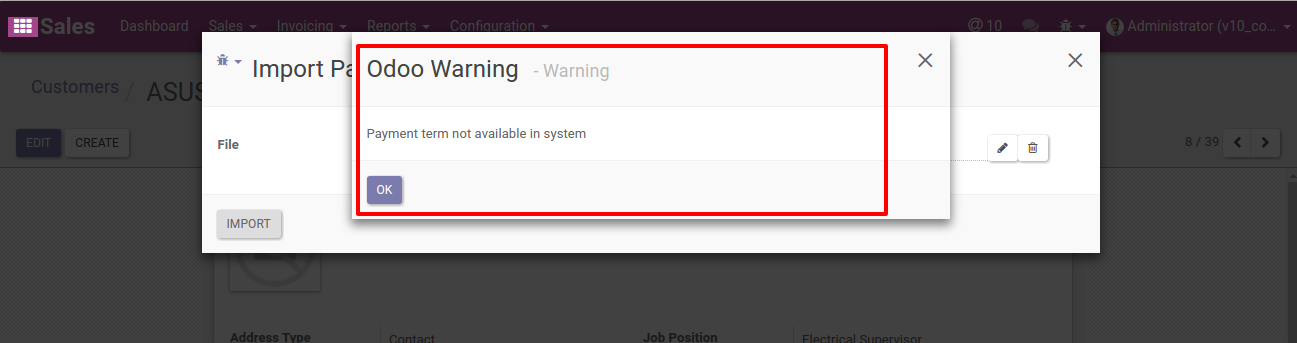 Sales Dashboard Sales Invoicing Reports Configuration @ 10 Administrator (v10_co...
Import Pa
Odoo Warning - Warning
Customers / ASUS
Payment term not available in system
EDIT CREATE
File
8 / 39
OK
IMPORT
Address Type Contact Job Position Electrical Supervisor